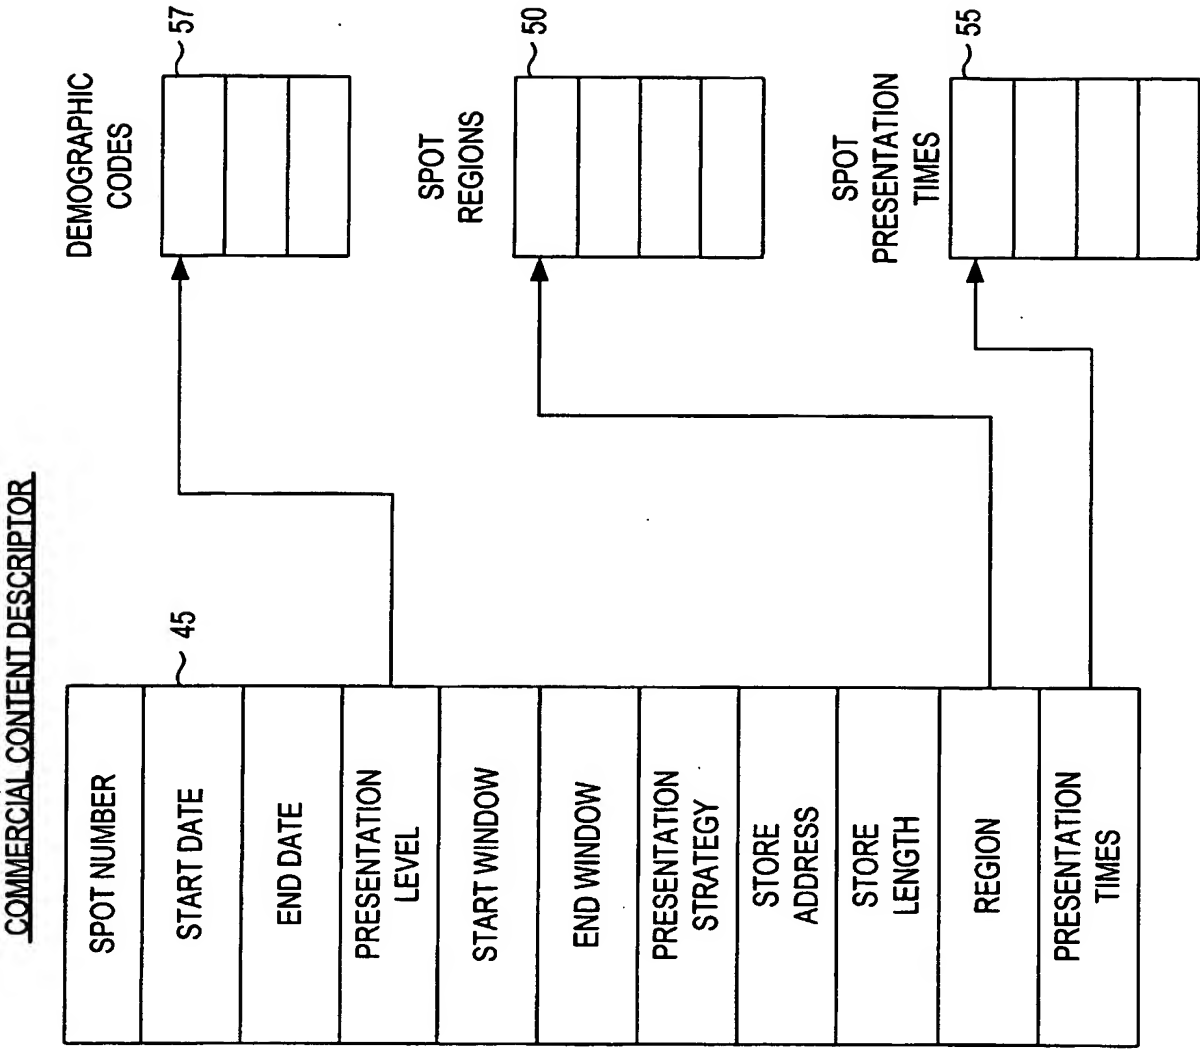 COMMERCIAL CONTENT DESCRIPTOR
45
SPOT NUMBER
START DATE
END DATE
PRESENTATION
LEVEL
START WINDOW
END WINDOW
PRESENTATION
STRATEGY
STORE
ADDRESS
STORE
LENGTH
REGION
PRESENTATION
TIMES
DEMOGRAPHIC
CODES
57
SPOT
REGIONS
50
SPOT
PRESENTATION
TIMES
55